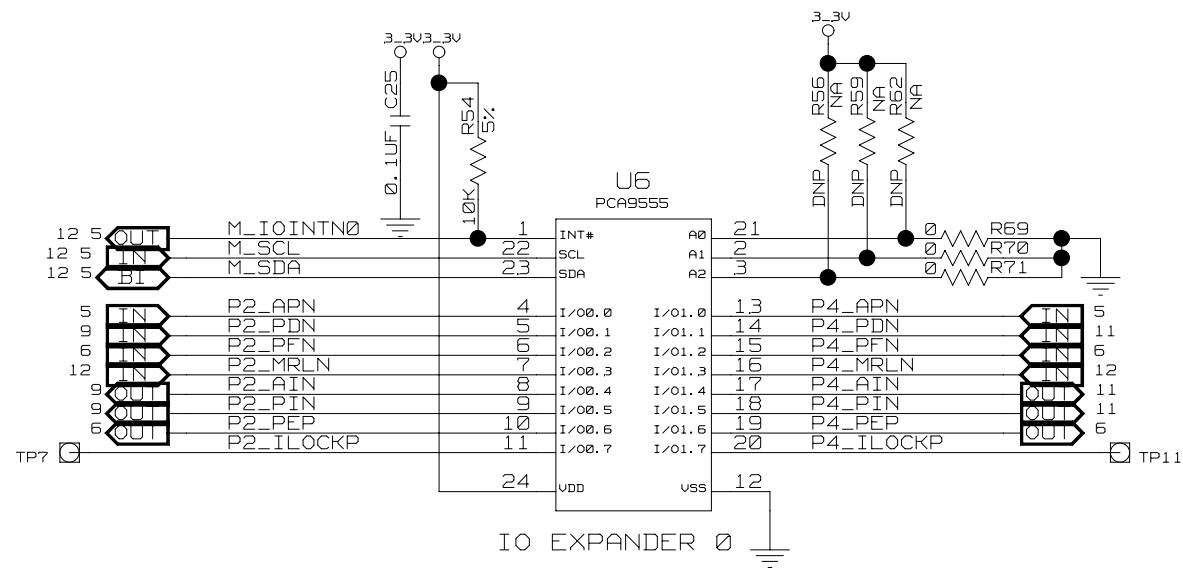 3_3V
3_3V 3_3V
C25
0.1UF
R54
5%
10K
R56
NA
DNP
R59
NA
DNP
R62
NA
DNP
U6
PCA9555
12 5 OUT M_IOINTN0 1 INT# A0 21 0 R69
12 5 IN M_SCL 22 SCL A1 2 0 R70
12 5 BI M_SDA 23 SDA A2 3 0 R71
5 IN P2_APN 4 I/O0.0 I/O1.0 13 P4_APN IN 5
9 IN P2_PDN 5 I/O0.1 I/O1.1 14 P4_PDN IN 11
6 IN P2_PFN 6 I/O0.2 I/O1.2 15 P4_PFN IN 6
12 IN P2_MRLN 7 I/O0.3 I/O1.3 16 P4_MRLN IN 12
9 OUT P2_AIN 8 I/O0.4 I/O1.4 17 P4_AIN OUT 11
9 OUT P2_PIN 9 I/O0.5 I/O1.5 18 P4_PIN OUT 11
6 OUT P2_PEP 10 I/O0.6 I/O1.6 19 P4_PEP OUT 6
TP7 P2_ILOCKP 11 I/O0.7 I/O1.7 20 P4_ILOCKP TP11
24 VDD VSS 12
IO EXPANDER 0